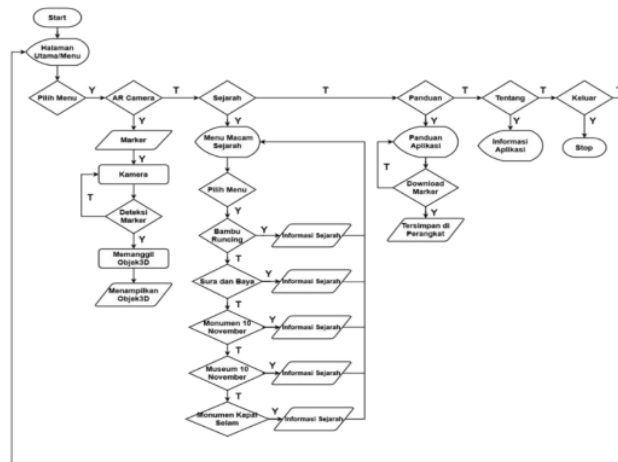 Start
Halaman
Utama/Menu
Pilih Menu
Y
AR Camera
T
Sejarah
T
Panduan
T
Tentang
T
Keluar
T
Y
Y
Y
Y
Y
Marker
Menu Macam
Sejarah
Panduan
Aplikasi
Informasi
Aplikasi
Stop
Y
Y
T
Kamera
Pilih Menu
Download
Marker
T
Y
Y
Deteksi
Marker
Bambu
Runcing
Y
Informasi Sejarah
Tersimpan di
Perangkat
Y
T
Memanggil
Objek3D
Sura dan Baya
Y
Informasi Sejarah
Menampilkan
Objek3D
T
Monumen 10
November
Y
Informasi Sejarah
T
Museum 10
November
Y
Informasi Sejarah
T
Monumen Kapal
Selam
Y
Informasi Sejarah